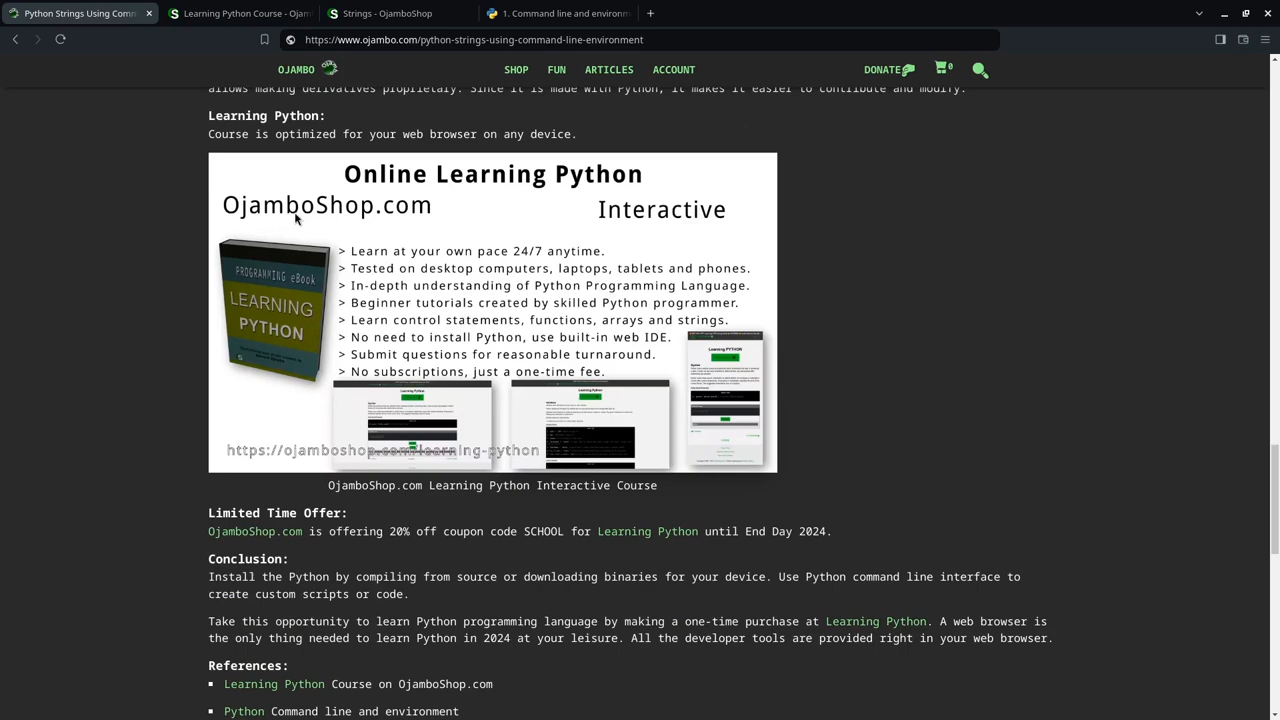 Python Strings Using Comm
Learning Python Course - Ojam
Strings - OjamboShop
1. Command line and environm
https://www.ojambo.com/python-strings-using-command-line-environment
OJAMBO
SHOP
FUN
ARTICLES
ACCOUNT
DONATE
0
allows making derivatives proprietary. Since it is made with Python, it makes it easier to contribute and modify.
Learning Python:
Course is optimized for your web browser on any device.
Online Learning Python
OjamboShop.com
Interactive
> Learn at your own pace 24/7 anytime.
> Tested on desktop computers, laptops, tablets and phones.
> In-depth understanding of Python Programming Language.
> Beginner tutorials created by skilled Python programmer.
> Learn control statements, functions, arrays and strings.
> No need to install Python, use built-in web IDE.
> Submit questions for reasonable turnaround.
> No subscriptions, just a one-time fee.
PROGRAMMING eBook
LEARNING
PYTHON
Learning Python
Learning Python
Learning PYTHON
https://ojamboshop.com/learning-python
OjamboShop.com Learning Python Interactive Course
Limited Time Offer:
OjamboShop.com is offering 20% off coupon code SCHOOL for Learning Python until End Day 2024.
Conclusion:
Install the Python by compiling from source or downloading binaries for your device. Use Python command line interface to
create custom scripts or code.
Take this opportunity to learn Python programming language by making a one-time purchase at Learning Python. A web browser is
the only thing needed to learn Python in 2024 at your leisure. All the developer tools are provided right in your web browser.
References:
Learning Python Course on OjamboShop.com
Python Command line and environment